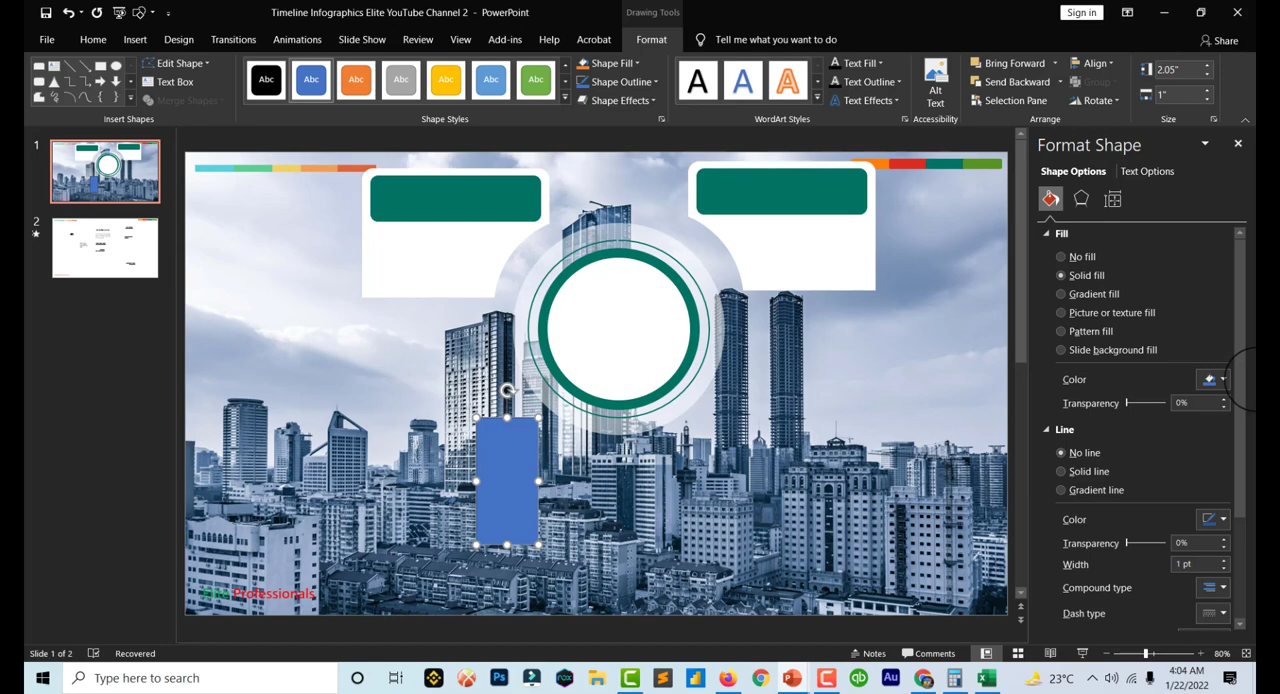 Timeline Infographics Elite YouTube Channel 2 - PowerPoint
Drawing Tools
Sign in
File Home Insert Design Transitions Animations Slide Show Review View Add-ins Help Acrobat Format Tell me what you want to do
Share
Edit Shape
Text Box
Merge Shapes
Insert Shapes
Abc Abc Abc Abc Abc Abc Abc
Shape Fill
Shape Outline
Shape Effects
Shape Styles
A A A
Text Fill
Text Outline
Text Effects
WordArt Styles
Alt
Text
Accessibility
Bring Forward
Send Backward
Selection Pane
Align
Group
Rotate
Arrange
2.05"
1"
Size
1
2
Elite Professionals
Format Shape
Shape Options Text Options
Fill
No fill
Solid fill
Gradient fill
Picture or texture fill
Pattern fill
Slide background fill
Color
Transparency 0%
Line
No line
Solid line
Gradient line
Color
Transparency 0%
Width 1 pt
Compound type
Dash type
Slide 1 of 2 Recovered Notes Comments 80%
Type here to search
23°C
4:04 AM
1/22/2022